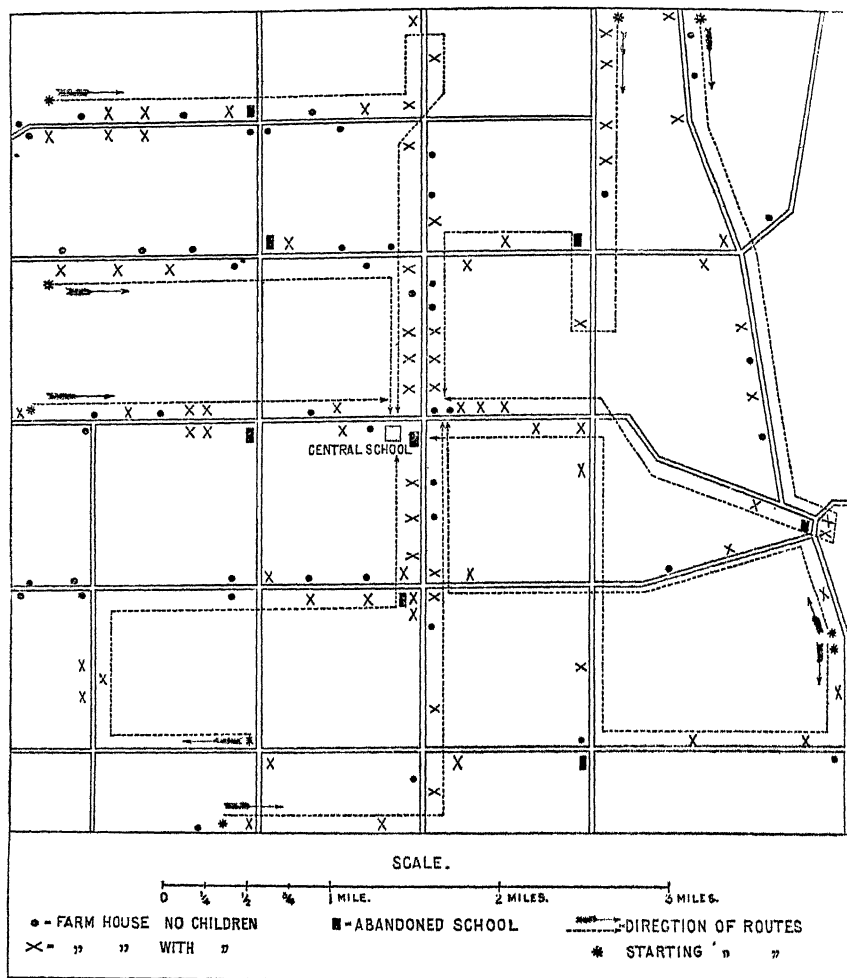 CENTRAL SCHOOL
SCALE.
0 ¼ ½ ¾ 1 MILE. 2 MILES. 3 MILES.
= FARM HOUSE NO CHILDREN
= ABANDONED SCHOOL
= DIRECTION OF ROUTES
= " " WITH "
STARTING " "